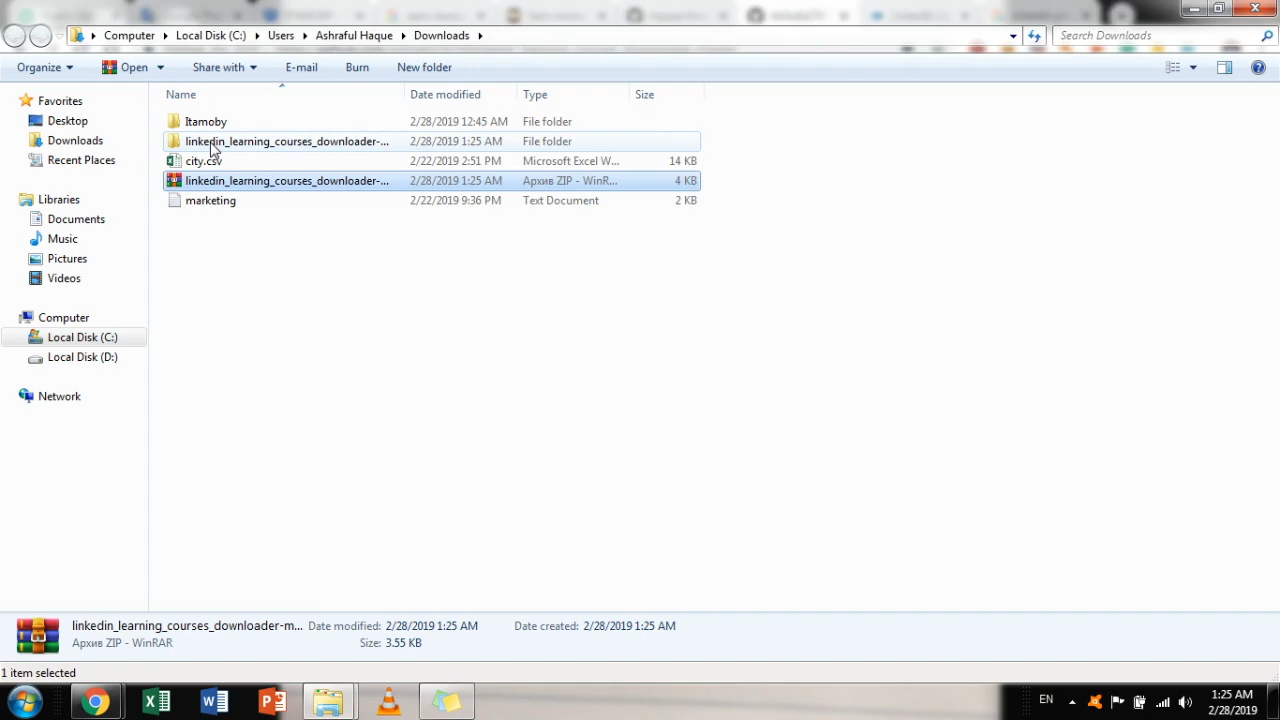 Computer Local Disk (C:) Users Ashraful Haque Downloads Search Downloads
Organize Open Share with E-mail Burn New folder
Favorites
Desktop
Downloads
Recent Places
Libraries
Documents
Music
Pictures
Videos
Computer
Local Disk (C:)
Local Disk (D:)
Network
Name Date modified Type Size
Itamoby 2/28/2019 12:45 AM File folder
linkedin_learning_courses_downloader-... 2/28/2019 1:25 AM File folder
city.csv 2/22/2019 2:51 PM Microsoft Excel W... 14 KB
linkedin_learning_courses_downloader-... 2/28/2019 1:25 AM Архив ZIP - WinR... 4 KB
marketing 2/22/2019 9:36 PM Text Document 2 KB
linkedin_learning_courses_downloader-m... Date modified: 2/28/2019 1:25 AM Date created: 2/28/2019 1:25 AM
Архив ZIP - WinRAR Size: 3.55 KB
1 item selected
EN 1:25 AM
2/28/2019